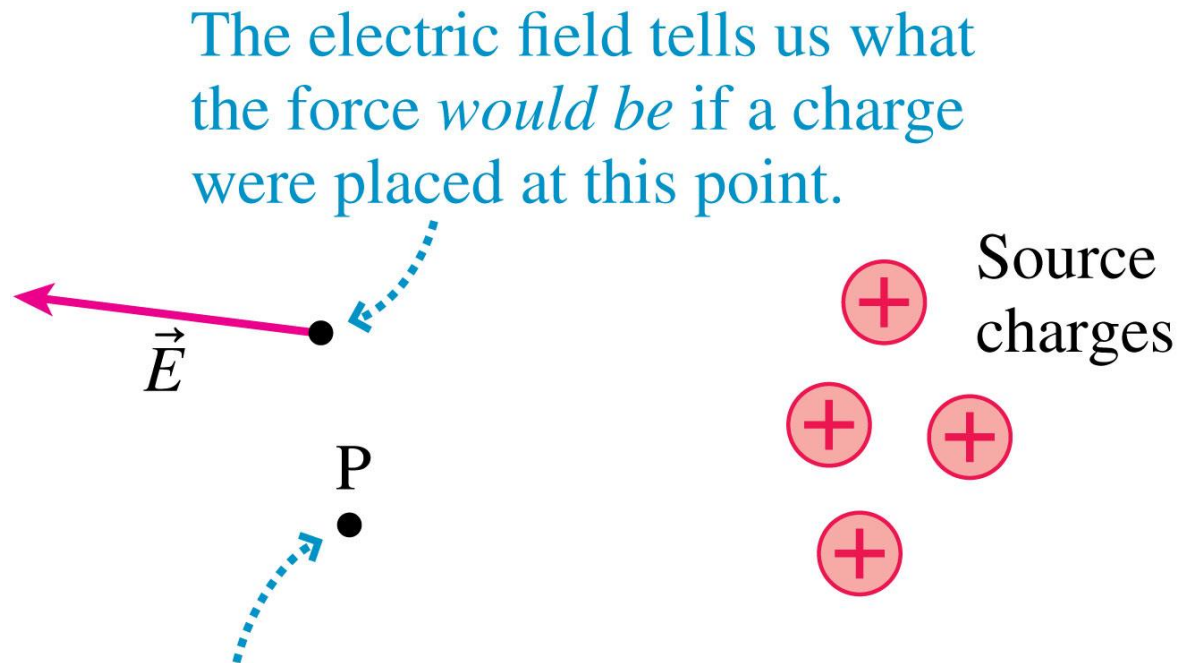 The electric field tells us what
the force would be if a charge
were placed at this point.
Source
charges
+
+
+
+
E⃗
P